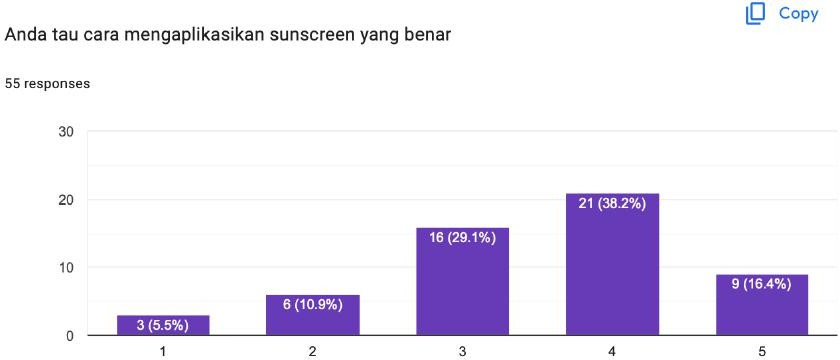 Copy
Anda tau cara mengaplikasikan sunscreen yang benar
55 responses
30
20
10
0
3 (5.5%)
6 (10.9%)
16 (29.1%)
21 (38.2%)
9 (16.4%)
1 2 3 4 5